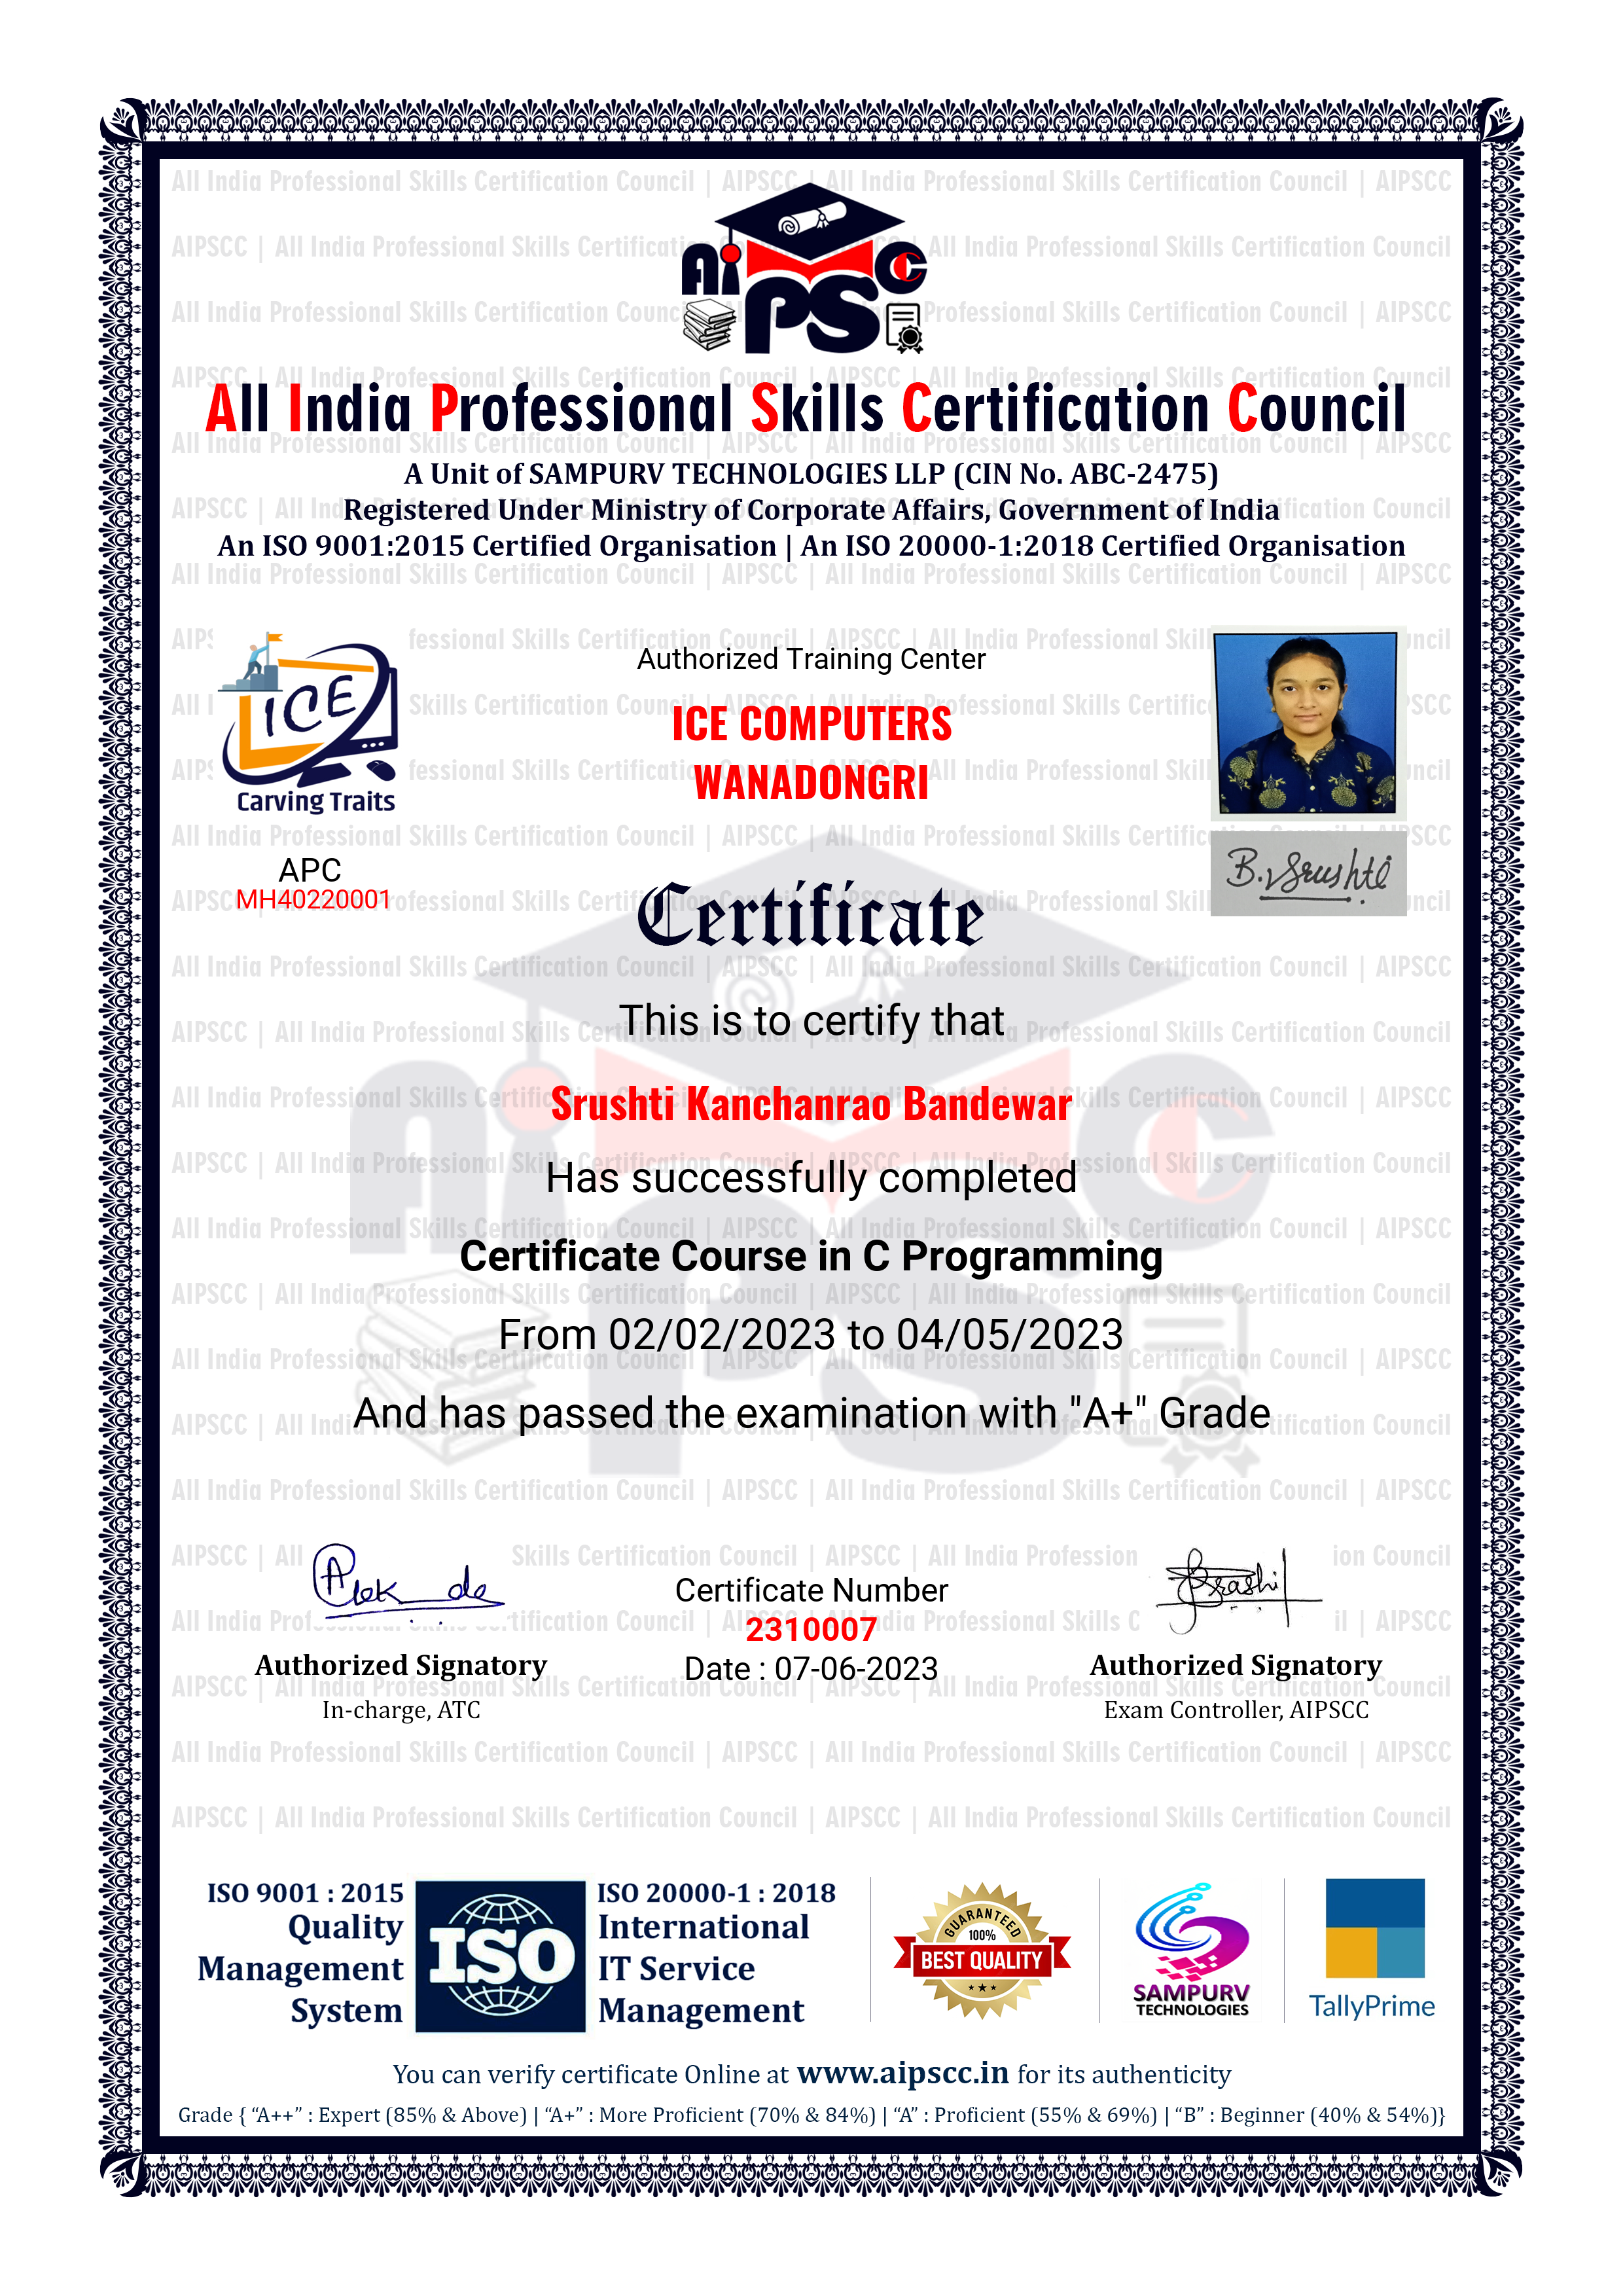 AiPSCC
All India Professional Skills Certification Council
A Unit of SAMPURV TECHNOLOGIES LLP (CIN No. ABC-2475)
Registered Under Ministry of Corporate Affairs, Government of India
An ISO 9001:2015 Certified Organisation | An ISO 20000-1:2018 Certified Organisation
ICE
Carving Traits
APC
MH40220001
Authorized Training Center
ICE COMPUTERS
WANADONGRI
B. Srushti
Certificate
This is to certify that
Srushti Kanchanrao Bandewar
Has successfully completed
Certificate Course in C Programming
From 02/02/2023 to 04/05/2023
And has passed the examination with "A+" Grade
Authorized Signatory
In-charge, ATC
Certificate Number
2310007
Date : 07-06-2023
Authorized Signatory
Exam Controller, AIPSCC
ISO 9001 : 2015
Quality
Management
System
ISO
ISO 20000-1 : 2018
International
IT Service
Management
GUARANTEED
100%
BEST QUALITY
SAMPURV
TECHNOLOGIES
TallyPrime
You can verify certificate Online at www.aipscc.in for its authenticity
Grade { “A++” : Expert (85% & Above) | “A+” : More Proficient (70% & 84%) | “A” : Proficient (55% & 69%) | “B” : Beginner (40% & 54%)}